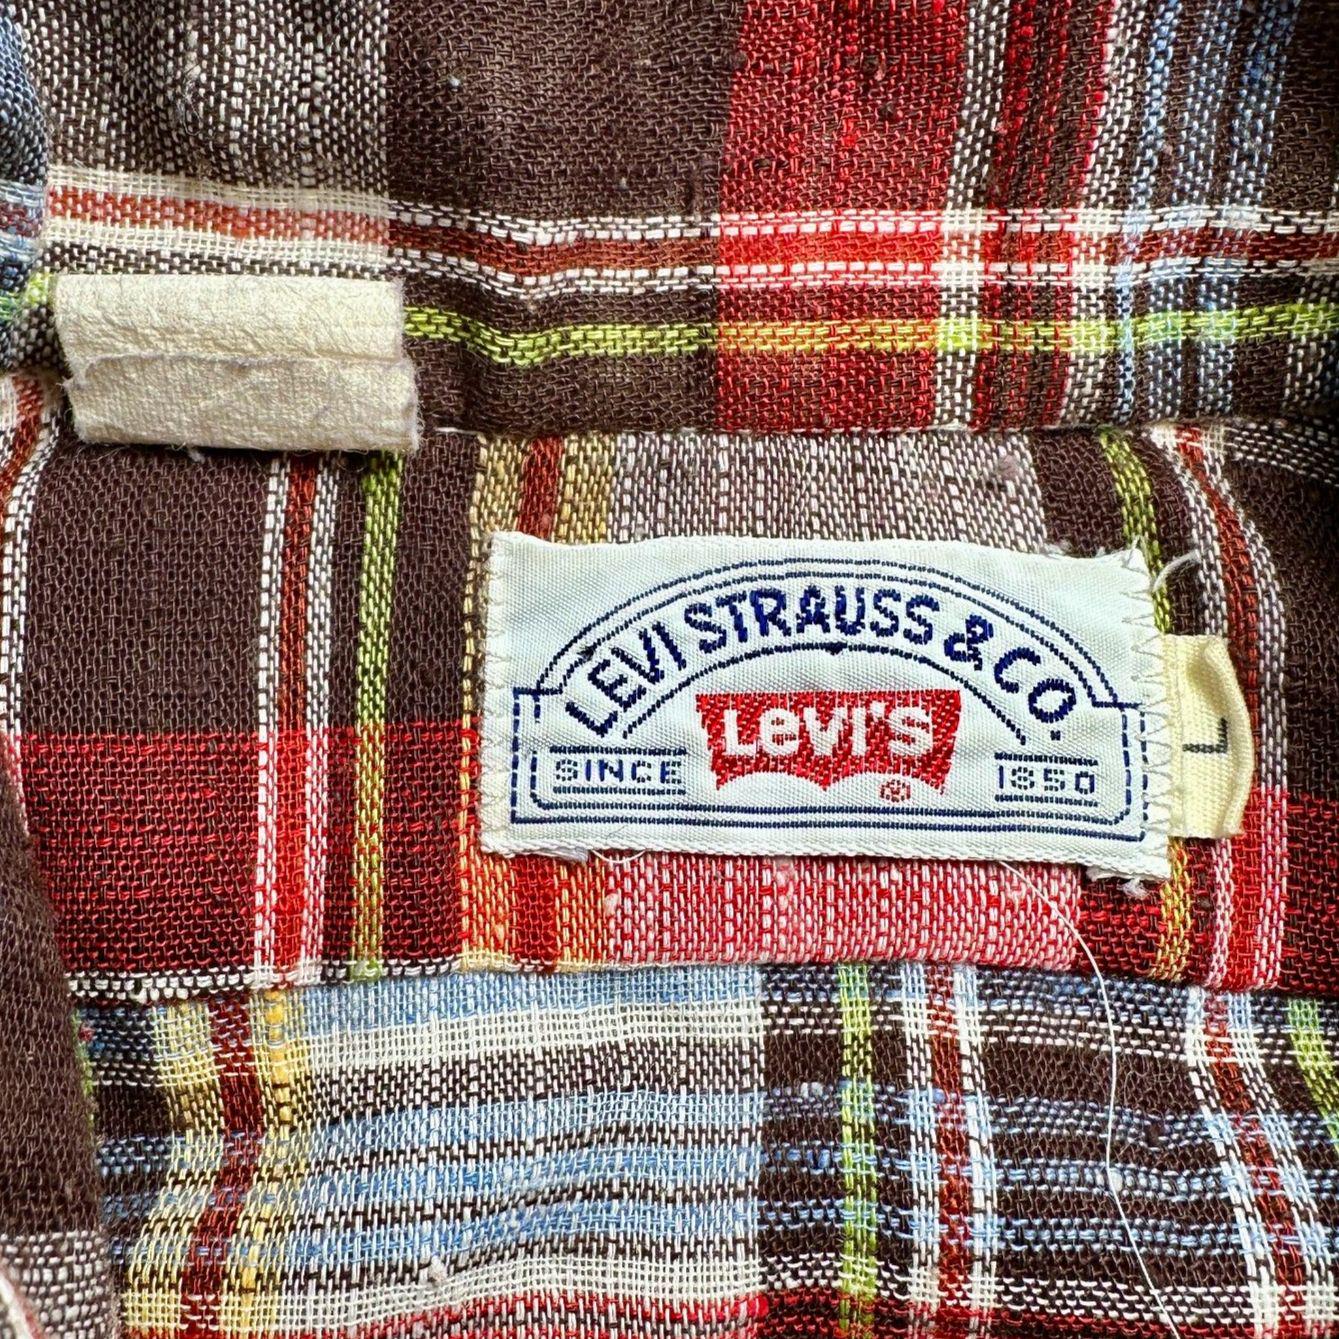 LEVI STRAUSS & CO.
Levi's
®
SINCE 1850
L